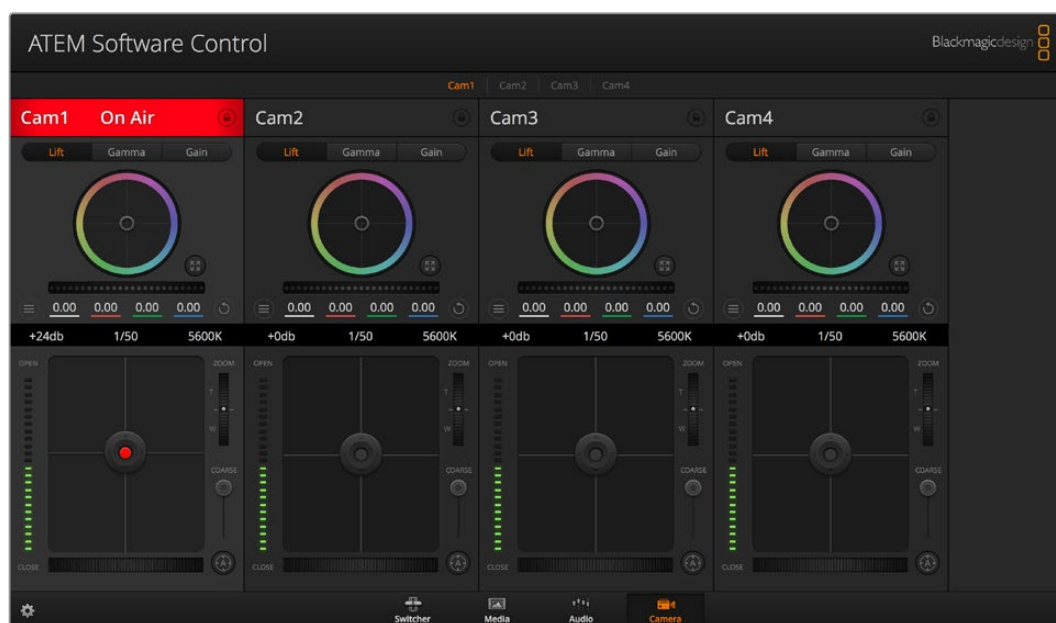 ATEM Software Control
Blackmagicdesign
Cam1 Cam2 Cam3 Cam4
Cam1 On Air Cam2 Cam3 Cam4
Lift Gamma Gain Lift Gamma Gain Lift Gamma Gain Lift Gamma Gain
0.00 0.00 0.00 0.00 0.00 0.00 0.00 0.00 0.00 0.00 0.00 0.00 0.00 0.00 0.00 0.00
+24db 1/50 5600K +0db 1/50 5600K +0db 1/50 5600K +0db 1/50 5600K
OPEN ZOOM OPEN ZOOM OPEN ZOOM OPEN ZOOM
T T T T
W W W W
COARSE COARSE COARSE COARSE
CLOSE A CLOSE A CLOSE A CLOSE A
Switcher Media Audio Camera